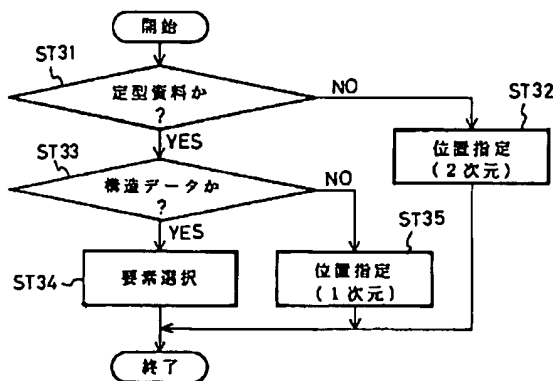 開始
ST31
定型資料か
?
NO
YES
ST32
位置指定
(2次元)
ST33
構造データか
?
NO
YES
ST34
要素選択
ST35
位置指定
(1次元)
終了